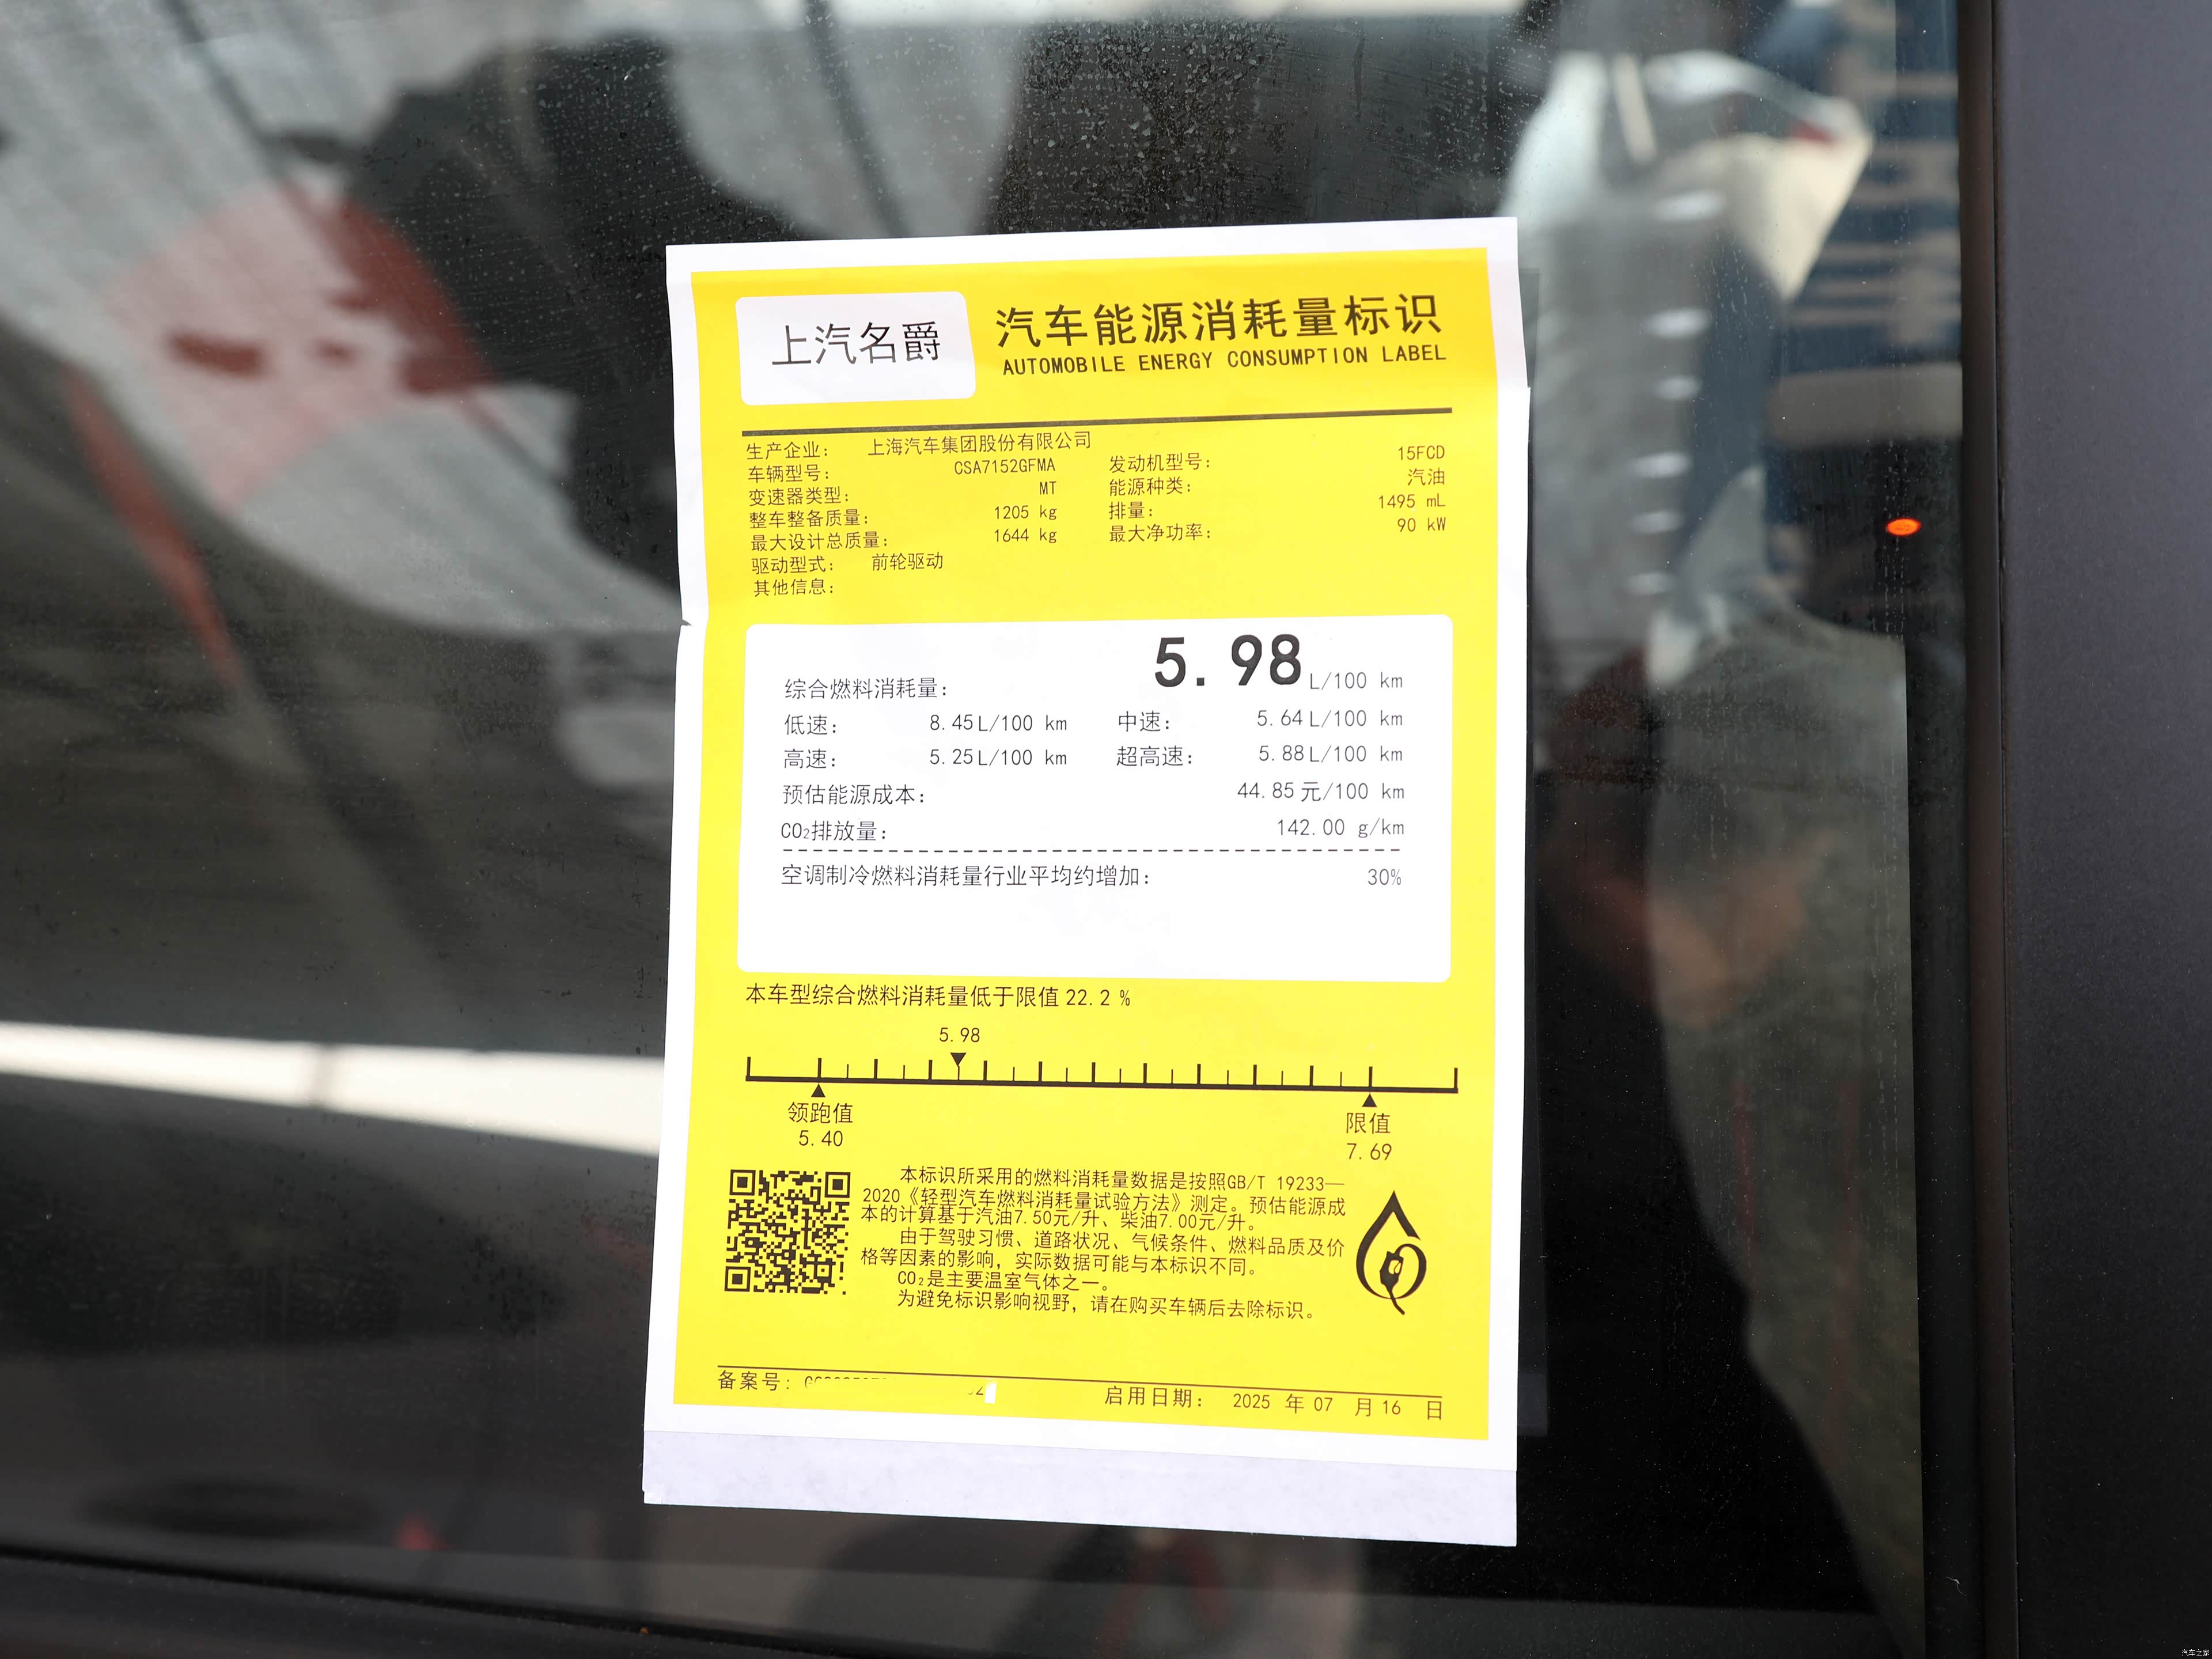 上汽名爵
汽车能源消耗量标识
AUTOMOBILE ENERGY CONSUMPTION LABEL
生产企业： 上海汽车集团股份有限公司
车辆型号： CSA7152GFMA 发动机型号： 15FCD
变速器类型： MT 能源种类： 汽油
整车整备质量： 1205 kg 排量： 1495 mL
最大设计总质量： 1644 kg 最大净功率： 90 kW
驱动型式： 前轮驱动
其他信息：
综合燃料消耗量： 5.98 L/100 km
低速： 8.45L/100 km 中速： 5.64L/100 km
高速： 5.25L/100 km 超高速： 5.88L/100 km
预估能源成本： 44.85元/100 km
CO₂排放量： 142.00 g/km
空调制冷燃料消耗量行业平均约增加： 30%
本车型综合燃料消耗量低于限值22.2 %
5.98
领跑值 限值
5.40 7.69
本标识所采用的燃料消耗量数据是按照GB/T 19233—
2020《轻型汽车燃料消耗量试验方法》测定。预估能源成
本的计算基于汽油7.50元/升、柴油7.00元/升。
由于驾驶习惯、道路状况、气候条件、燃料品质及价
格等因素的影响，实际数据可能与本标识不同。
CO₂是主要温室气体之一。
为避免标识影响视野，请在购买车辆后去除标识。
备案号： 启用日期： 2025 年 07 月 16 日
汽车之家